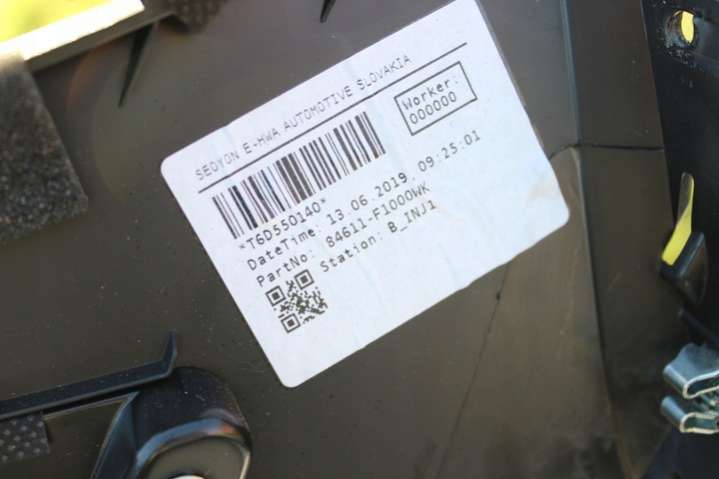 SEOYON E-HWA AUTOMOTIVE SLOVAKIA
Worker:
000000
*T6D550140*
DateTime: 13.06.2019. 09:25:01
PartNo: 84611-F1000WK
Station: B_INJ1